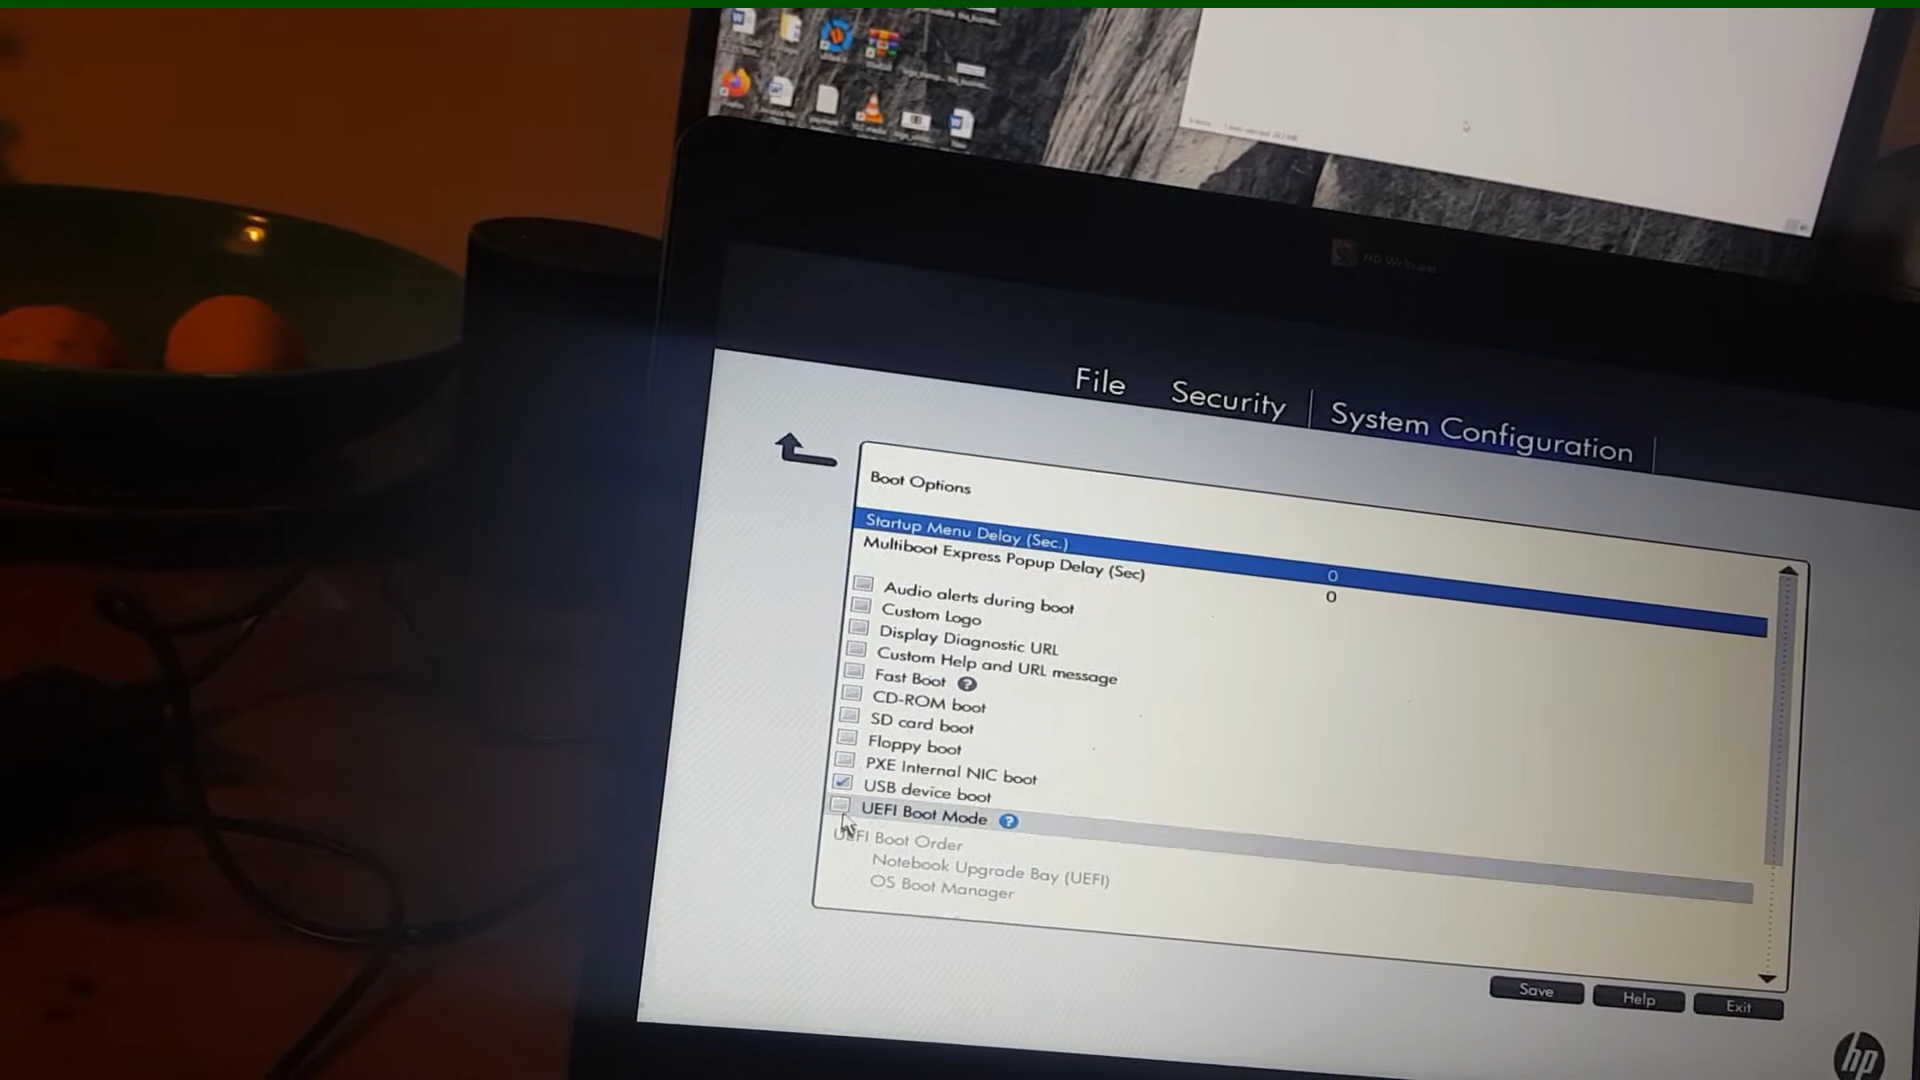 HP Webcam
File Security System Configuration
Boot Options
Startup Menu Delay (Sec.) 0
Multiboot Express Popup Delay (Sec) 0
Audio alerts during boot
Custom Logo
Display Diagnostic URL
Custom Help and URL message
Fast Boot ?
CD-ROM boot
SD card boot
Floppy boot
PXE Internal NIC boot
USB device boot
UEFI Boot Mode ?
UEFI Boot Order
Notebook Upgrade Bay (UEFI)
OS Boot Manager
Save Help Exit
hp